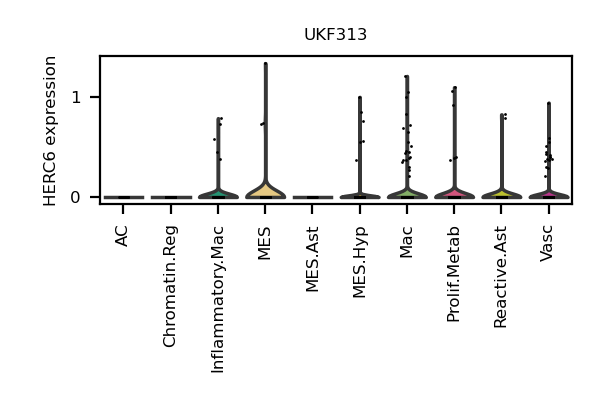 UKF313
HERC6 expression
1
0
AC
Chromatin.Reg
Inflammatory.Mac
MES
MES.Ast
MES.Hyp
Mac
Prolif.Metab
Reactive.Ast
Vasc